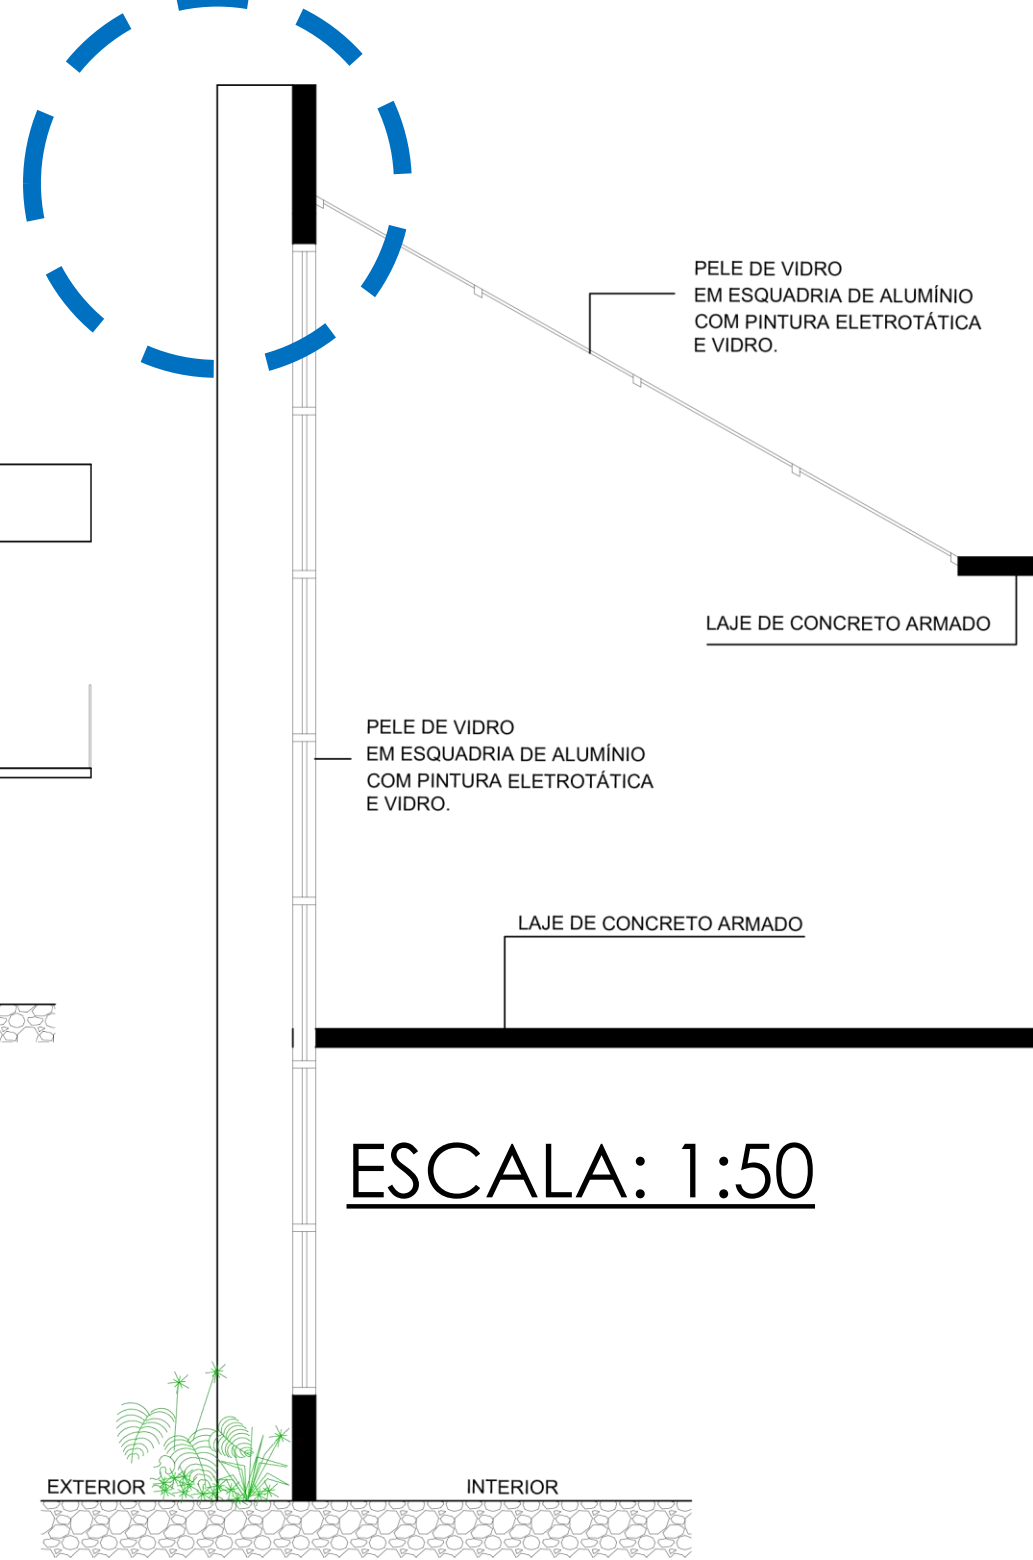 PELE DE VIDRO
EM ESQUADRIA DE ALUMÍNIO
COM PINTURA ELETROTÁTICA
E VIDRO.
LAJE DE CONCRETO ARMADO
PELE DE VIDRO
EM ESQUADRIA DE ALUMÍNIO
COM PINTURA ELETROTÁTICA
E VIDRO.
LAJE DE CONCRETO ARMADO
ESCALA: 1:50
EXTERIOR
INTERIOR